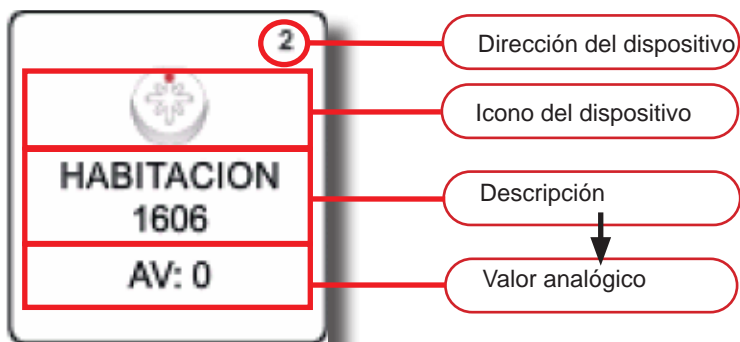 2
Dirección del dispositivo
Icono del dispositivo
HABITACION
1606
Descripción
AV: 0
Valor analógico